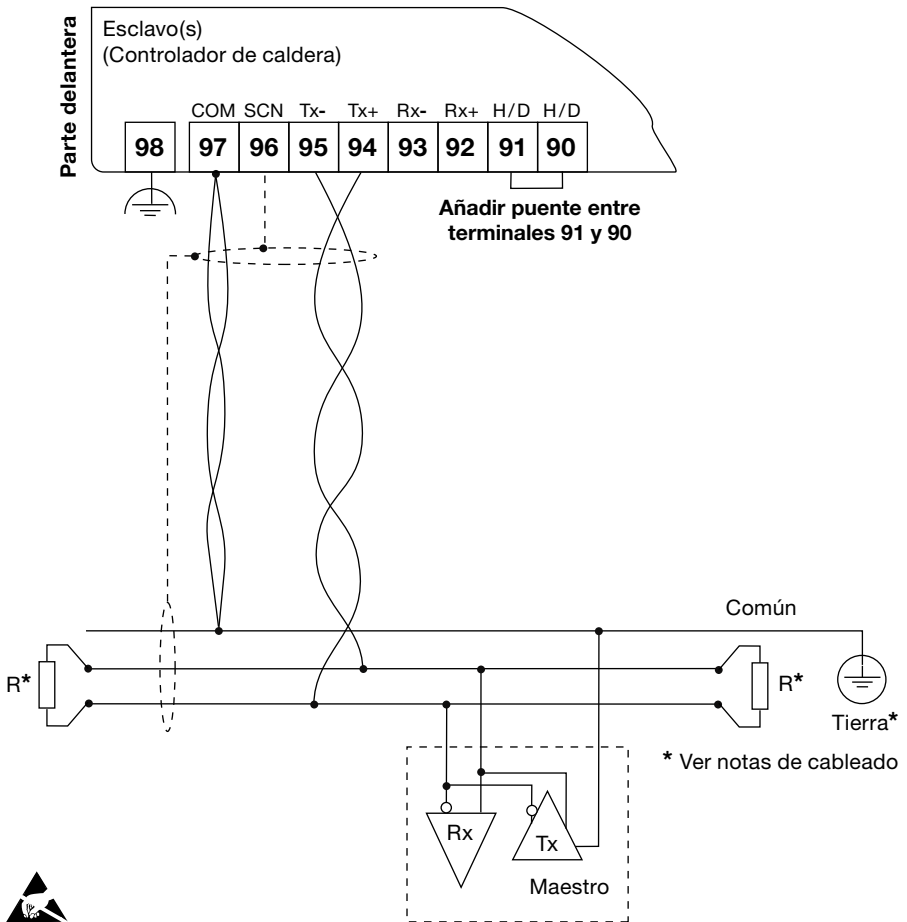 Parte delantera
Esclavo(s)
(Controlador de caldera)
COM SCN Tx- Tx+ Rx- Rx+ H/D H/D
98 97 96 95 94 93 92 91 90
Añadir puente entre
terminales 91 y 90
Común
R* R*
Tierra*
* Ver notas de cableado
Rx Tx
Maestro